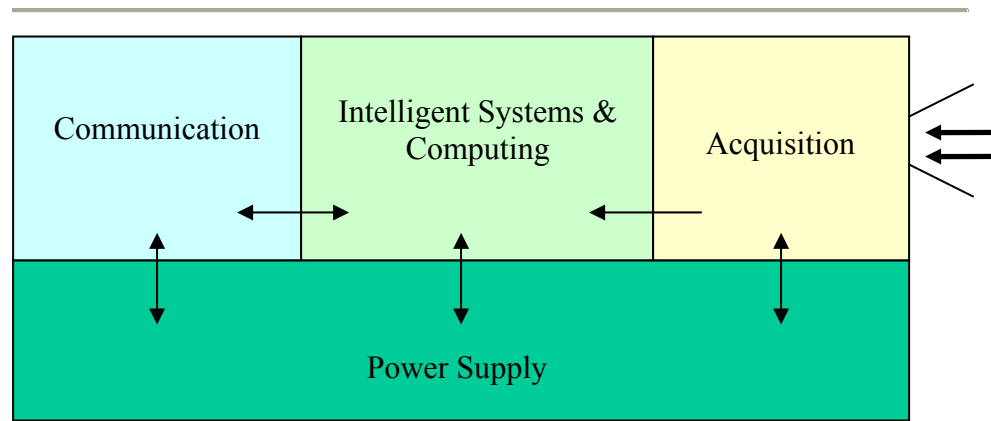 Communication
Intelligent Systems &
Computing
Acquisition
Power Supply